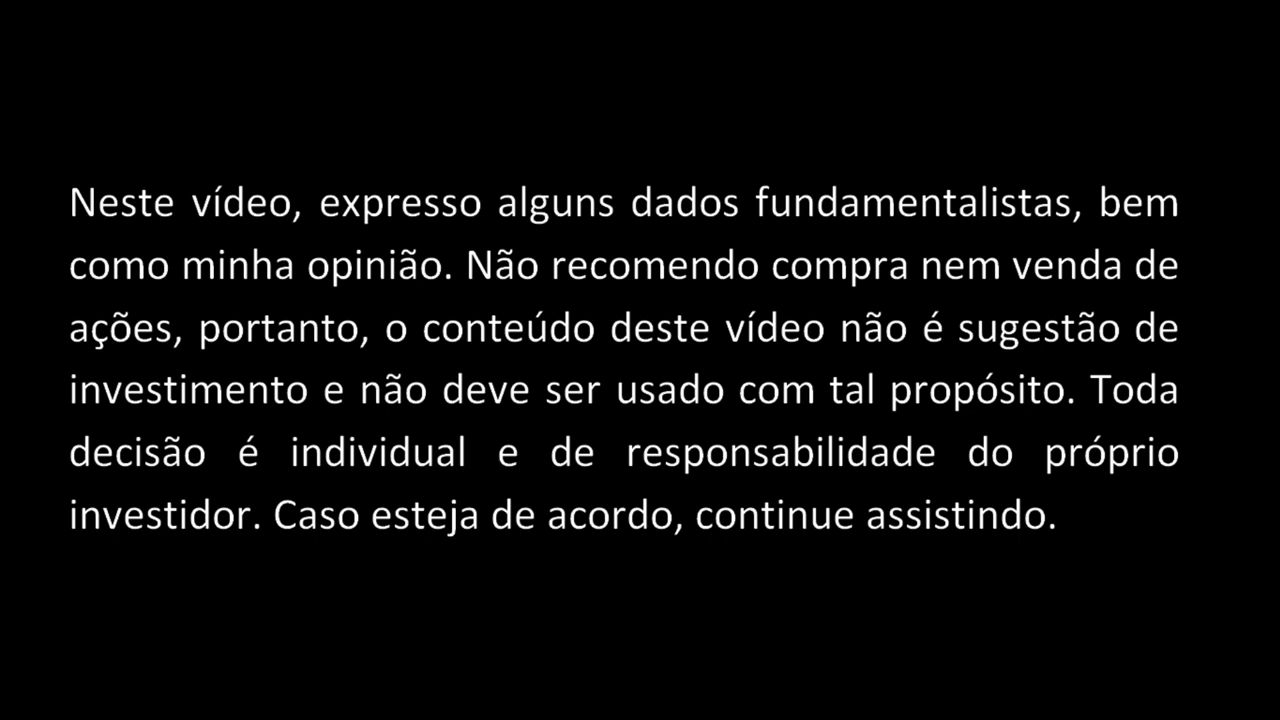 Neste vídeo, expresso alguns dados fundamentalistas, bem
como minha opinião. Não recomendo compra nem venda de
ações, portanto, o conteúdo deste vídeo não é sugestão de
investimento e não deve ser usado com tal propósito. Toda
decisão é individual e de responsabilidade do próprio
investidor. Caso esteja de acordo, continue assistindo.